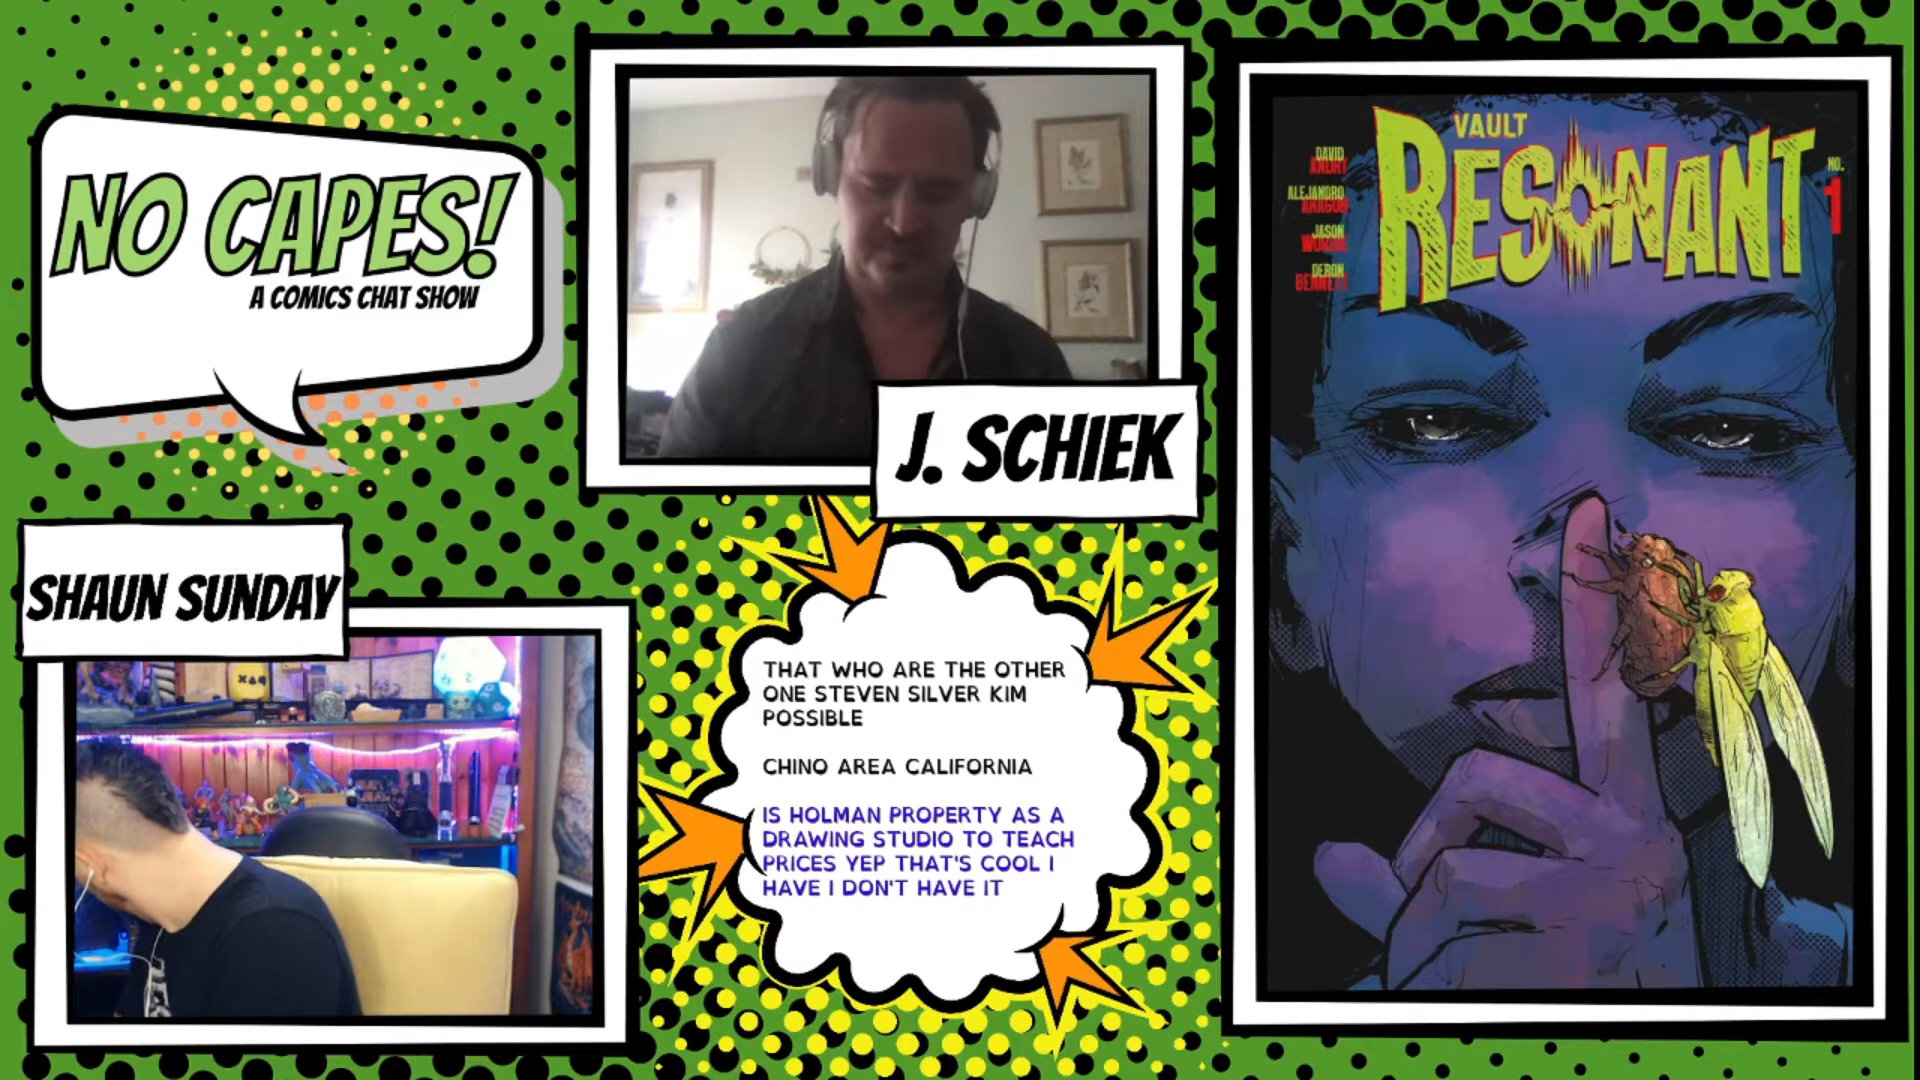 NO CAPES!
A COMICS CHAT SHOW
J. SCHIEK
SHAUN SUNDAY
THAT WHO ARE THE OTHER
ONE STEVEN SILVER KIM
POSSIBLE
CHINO AREA CALIFORNIA
IS HOLMAN PROPERTY AS A
DRAWING STUDIO TO TEACH
PRICES YEP THAT'S COOL I
HAVE I DON'T HAVE IT
VAULT
RESONANT
DAVID
ANDRY
ALEJANDRO
ARAGON
JASON
DERON
BENNETT
NO.
1